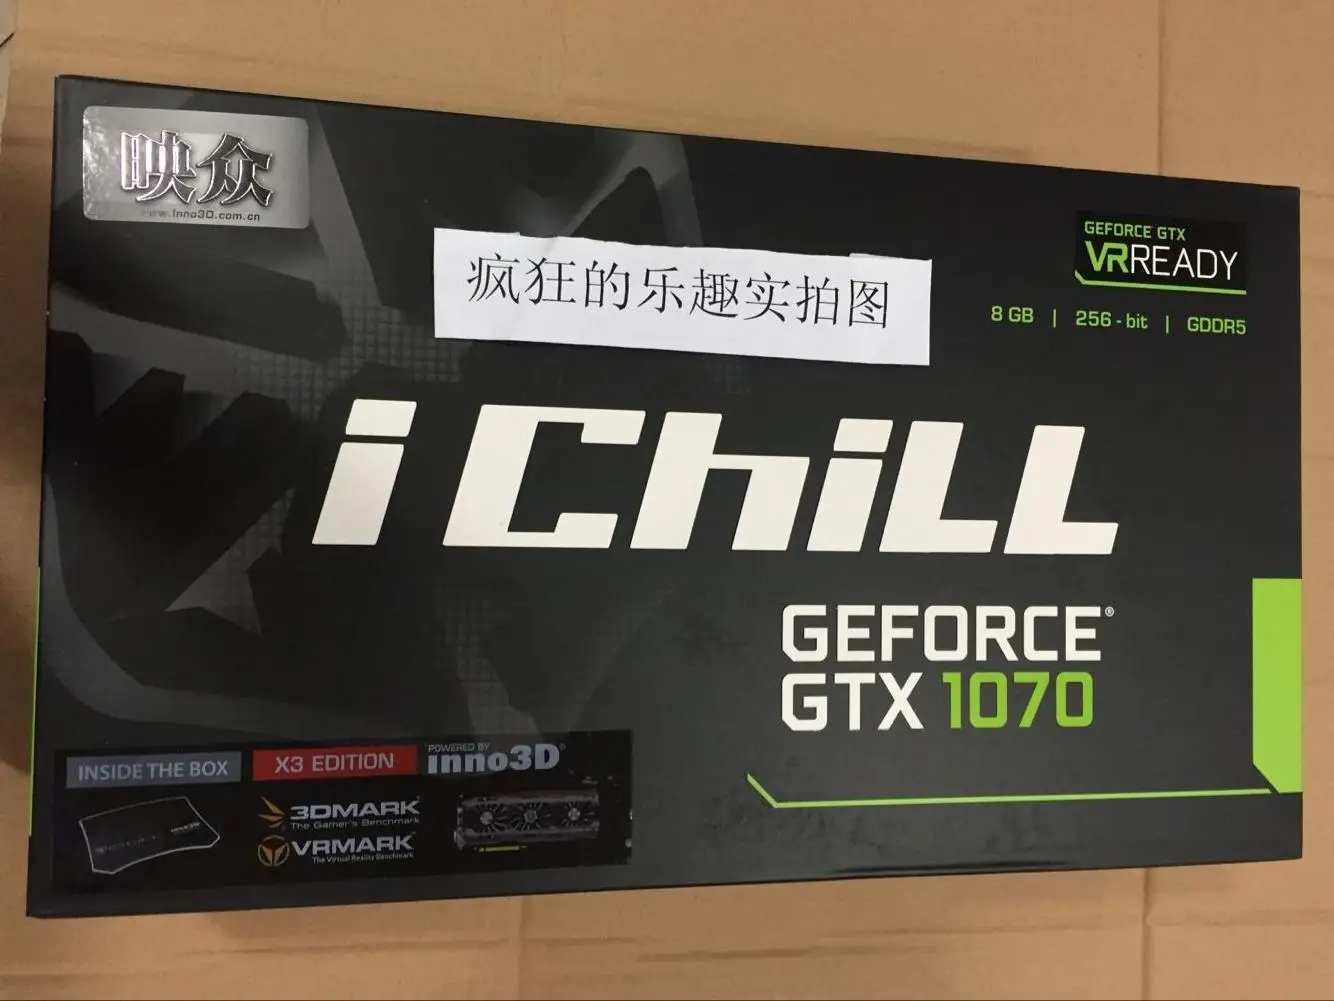 映众
www.Inno3D.com.cn
疯狂的乐趣实拍图
GEFORCE GTX
VRREADY
8 GB | 256 - bit | GDDR5
i ChiLL
GEFORCE®
GTX 1070
INSIDE THE BOX
X3 EDITION
POWERED BY
inno3D®
3DMARK
The Gamer's Benchmark
VRMARK
The Virtual Reality Benchmark